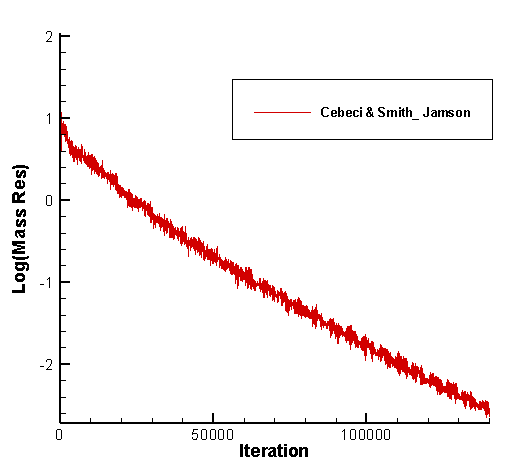 2
1
0
-1
-2
Log(Mass Res)
Cebeci & Smith_ Jamson
0 50000 100000
Iteration